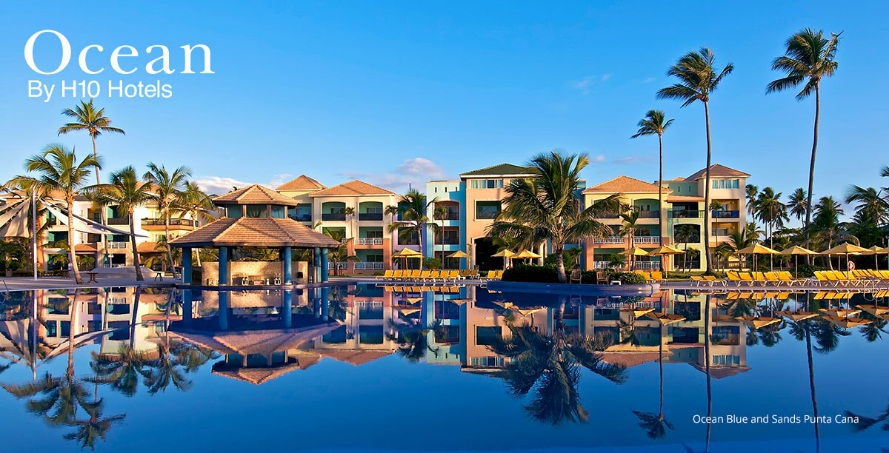 Ocean
By H10 Hotels
Ocean Blue and Sands Punta Cana